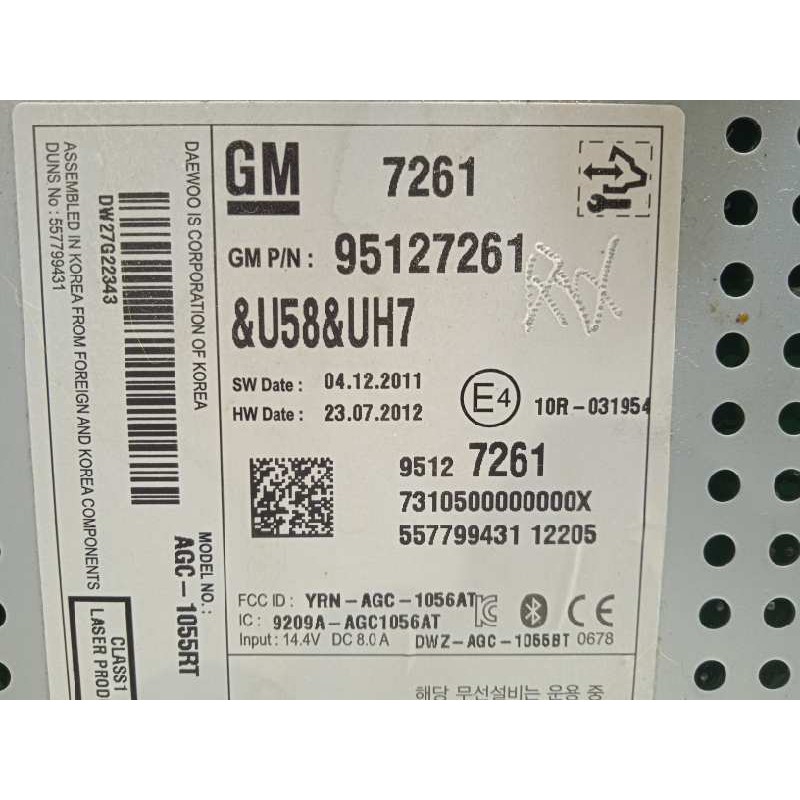 GM 7261
GM P/N : 95127261
&U58&UH7
SW Date : 04.12.2011
HW Date : 23.07.2012
E4 10R-031954
9512 7261
7310500000000X
557799431 12205
FCC ID : YRN-AGC-1056AT
IC : 9209A-AGC1056AT
Input : 14.4V DC 8.0 A DWZ-AGC-1055BT 0678
해당 무선설비는 운용 중
DAEWOO IS CORPORATION OF KOREA
MODEL NO. :
AGC-1055RT
DW27G22343
ASSEMBLED IN KOREA FROM FOREIGN AND KOREA COMPONENTS
DUNS No : 557799431
CLASS1
LASER PROD